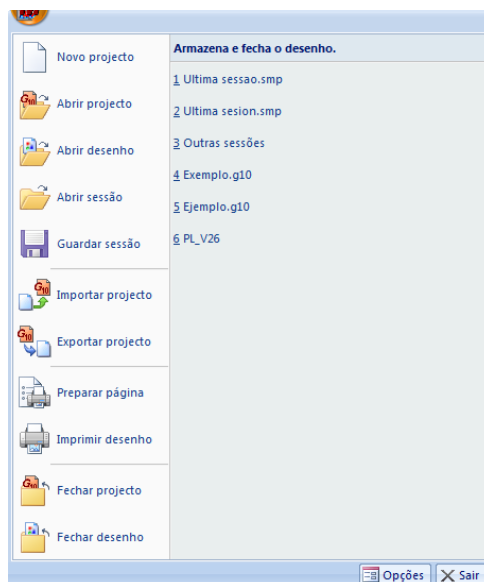 Novo projecto
Abrir projecto
Abrir desenho
Abrir sessão
Guardar sessão
Importar projecto
Exportar projecto
Preparar página
Imprimir desenho
Fechar projecto
Fechar desenho
Armazena e fecha o desenho.
1 Ultima sessao.smp
2 Ultima sesion.smp
3 Outras sessões
4 Exemplo.g10
5 Ejemplo.g10
6 PL_V26
Opções
Sair